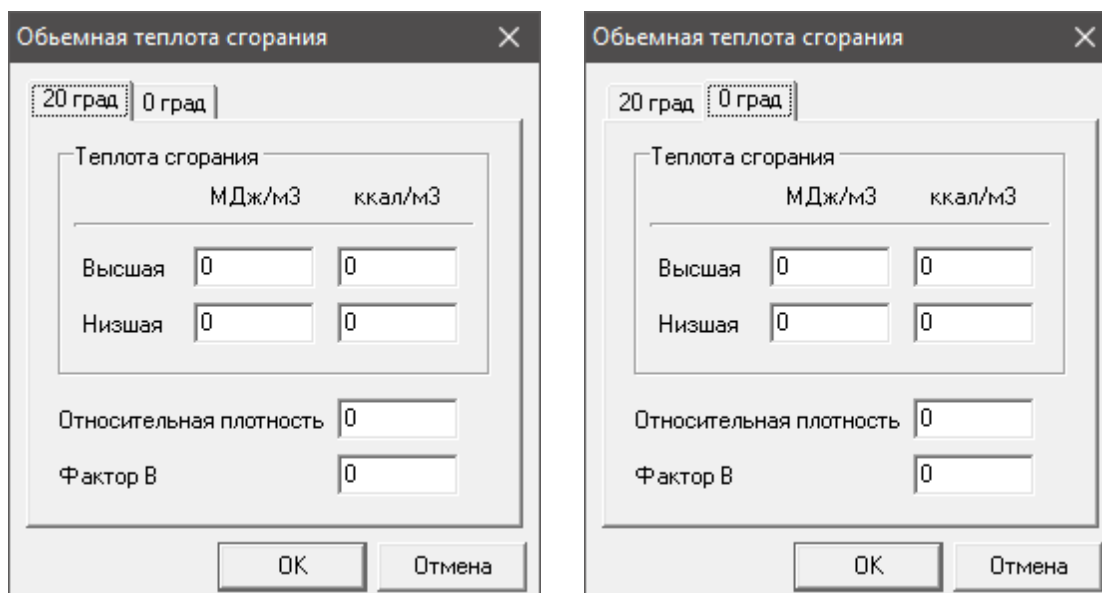 Обьемная теплота сгорания
20 град 0 град
Теплота сгорания
МДж/м3 ккал/м3
Высшая 0 0
Низшая 0 0
Относительная плотность 0
Фактор В 0
OK Отмена
Обьемная теплота сгорания
20 град 0 град
Теплота сгорания
МДж/м3 ккал/м3
Высшая 0 0
Низшая 0 0
Относительная плотность 0
Фактор В 0
OK Отмена